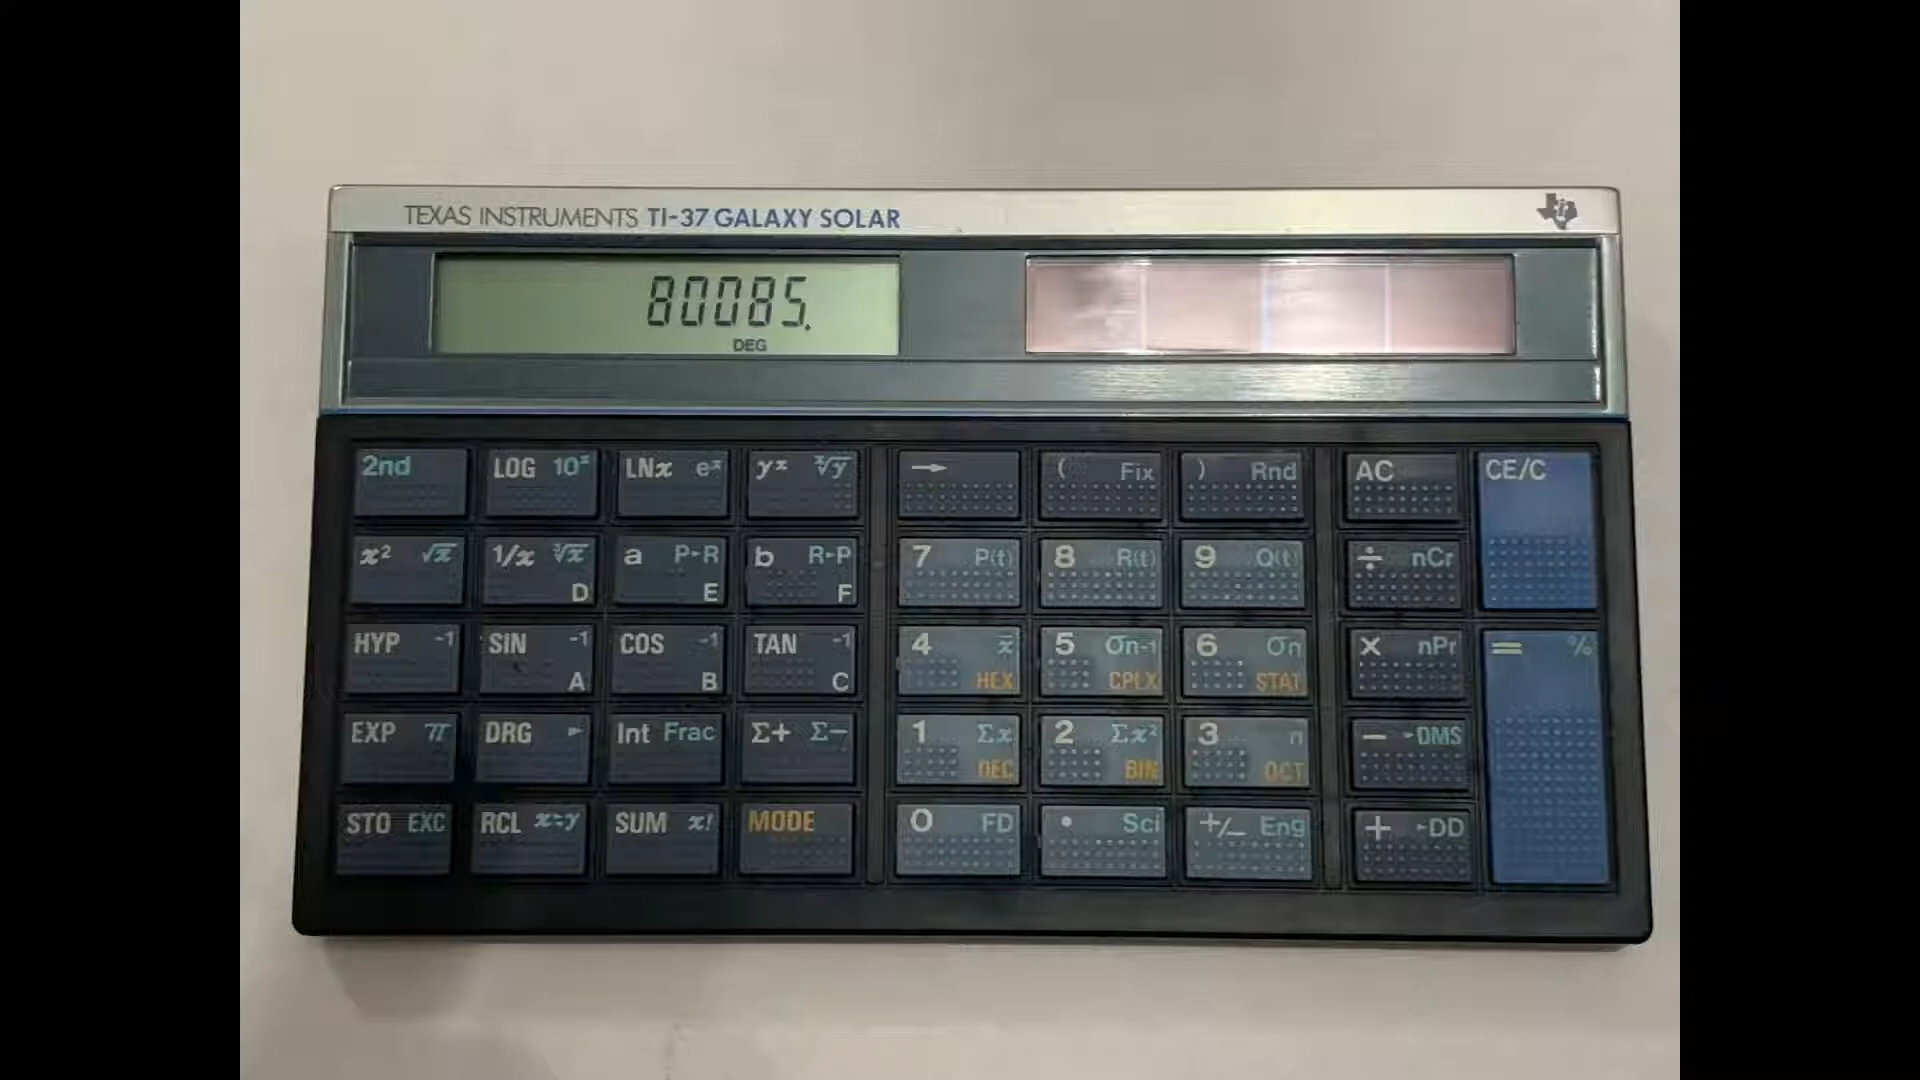 TEXAS INSTRUMENTS TI-37 GALAXY SOLAR
80085.
DEG
2nd LOG 10ˣ LNx eˣ yˣ ˣ√y → ( Fix ) Rnd AC CE/C
x² √x 1/x ³√x D a P▸R E b R▸P F 7 P(t) 8 R(t) 9 Q(t) ÷ nCr
HYP -1 SIN -1 A COS -1 B TAN -1 C 4 x̄ HEX 5 σn-1 CPLX 6 σn STAT × nPr = %
EXP π DRG ▸ Int Frac Σ+ Σ− 1 Σx DEC 2 Σx² BIN 3 n OCT − ▸DMS
STO EXC RCL x⇄y SUM x! MODE 0 FD • Sci +/− Eng + ▸DD